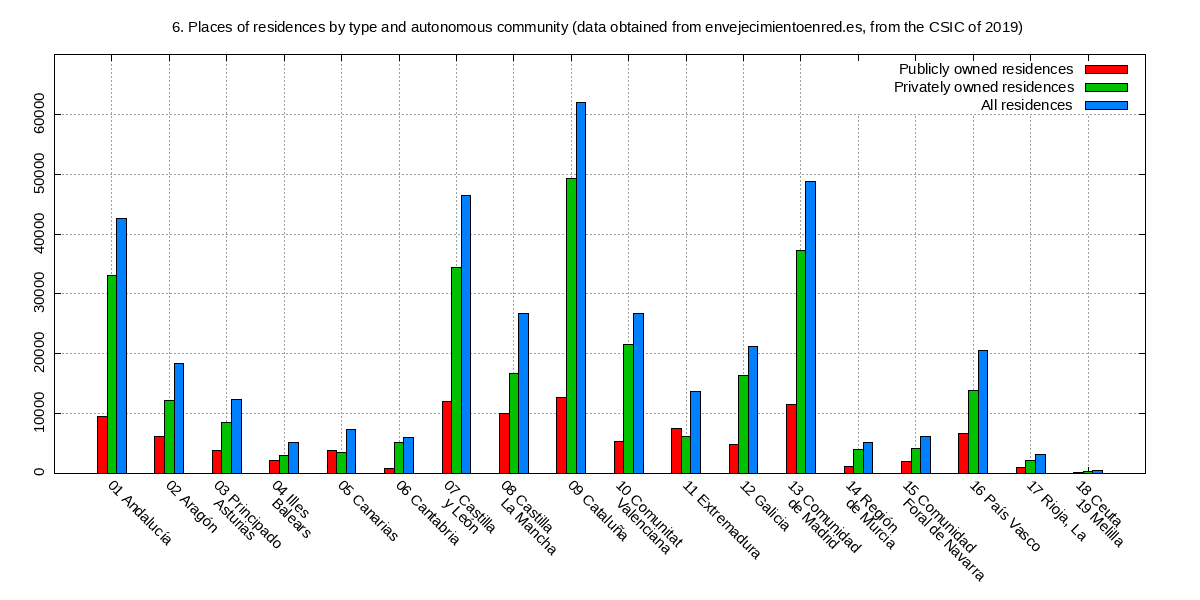 6. Places of residences by type and autonomous community (data obtained from envejecimientoenred.es, from the CSIC of 2019)
Publicly owned residences
Privately owned residences
All residences
60000
50000
40000
30000
20000
10000
0
01 Andalucía
02 Aragón
03 Principado
Asturias
04 Illes
Balears
05 Canarias
06 Cantabria
07 Castilla
y León
08 Castilla
La Mancha
09 Cataluña
10 Comunitat
Valenciana
11 Extremadura
12 Galicia
13 Comunidad
de Madrid
14 Región
de Murcia
15 Comunidad
Foral de Navarra
16 País Vasco
17 Rioja, La
18 Ceuta
19 Melilla